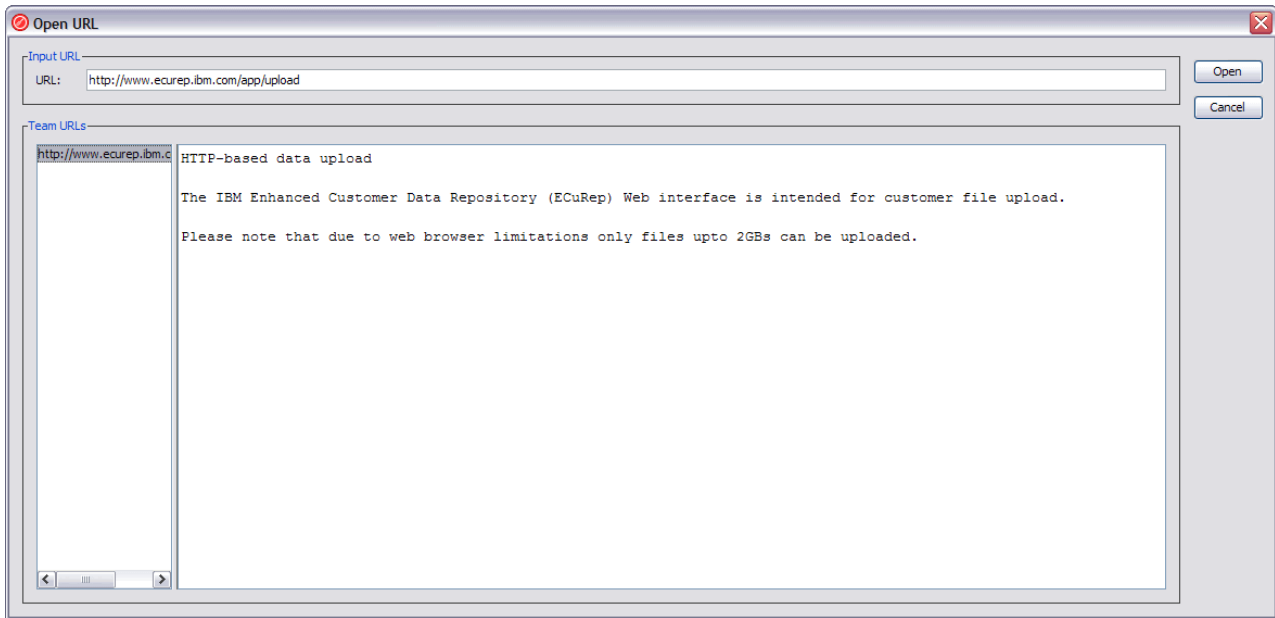 Open URL
Input URL
URL: http://www.ecurep.ibm.com/app/upload
Open
Cancel
Team URLs
http://www.ecurep.ibm.c
HTTP-based data upload
The IBM Enhanced Customer Data Repository (ECuRep) Web interface is intended for customer file upload.
Please note that due to web browser limitations only files upto 2GBs can be uploaded.